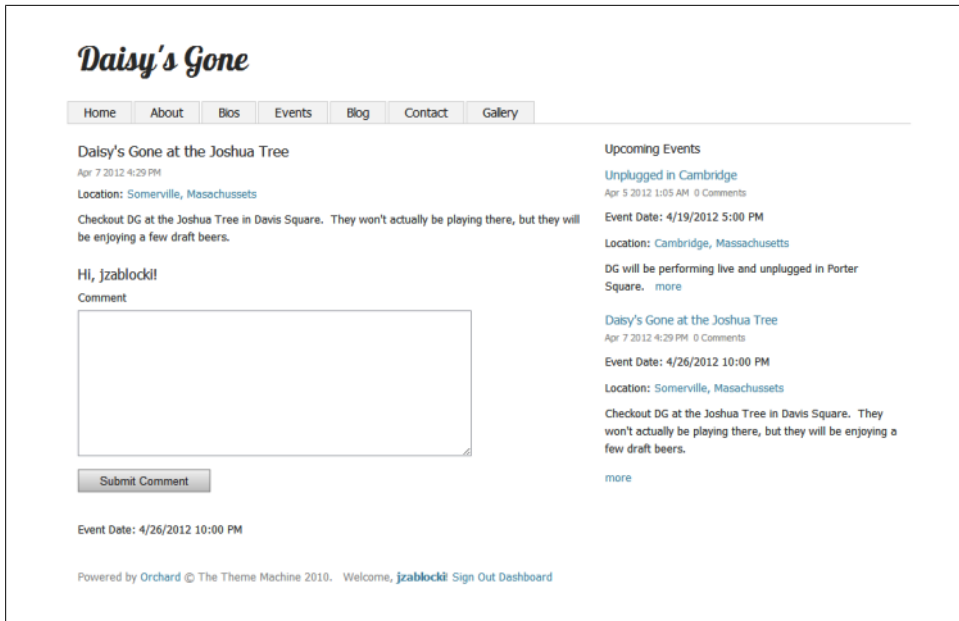 Daisy's Gone
Home About Bios Events Blog Contact Gallery
Daisy's Gone at the Joshua Tree
Apr 7 2012 4:29 PM
Location: Somerville, Masachussets
Checkout DG at the Joshua Tree in Davis Square. They won't actually be playing there, but they will
be enjoying a few draft beers.
Hi, jzablocki!
Comment
Submit Comment
Event Date: 4/26/2012 10:00 PM
Upcoming Events
Unplugged in Cambridge
Apr 5 2012 1:05 AM 0 Comments
Event Date: 4/19/2012 5:00 PM
Location: Cambridge, Massachusetts
DG will be performing live and unplugged in Porter
Square. more
Daisy's Gone at the Joshua Tree
Apr 7 2012 4:29 PM 0 Comments
Event Date: 4/26/2012 10:00 PM
Location: Somerville, Masachussets
Checkout DG at the Joshua Tree in Davis Square. They
won't actually be playing there, but they will be enjoying a
few draft beers.
more
Powered by Orchard © The Theme Machine 2010. Welcome, jzablocki! Sign Out Dashboard